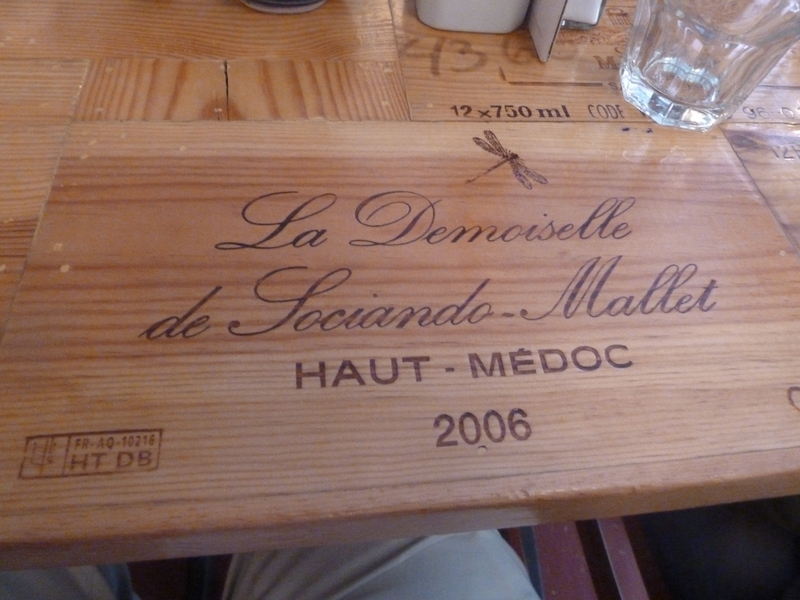 12 x 750 ml CODE
La Demoiselle
de Sociando-Mallet
HAUT - MÉDOC
2006
FR-AQ-10216
HT DB